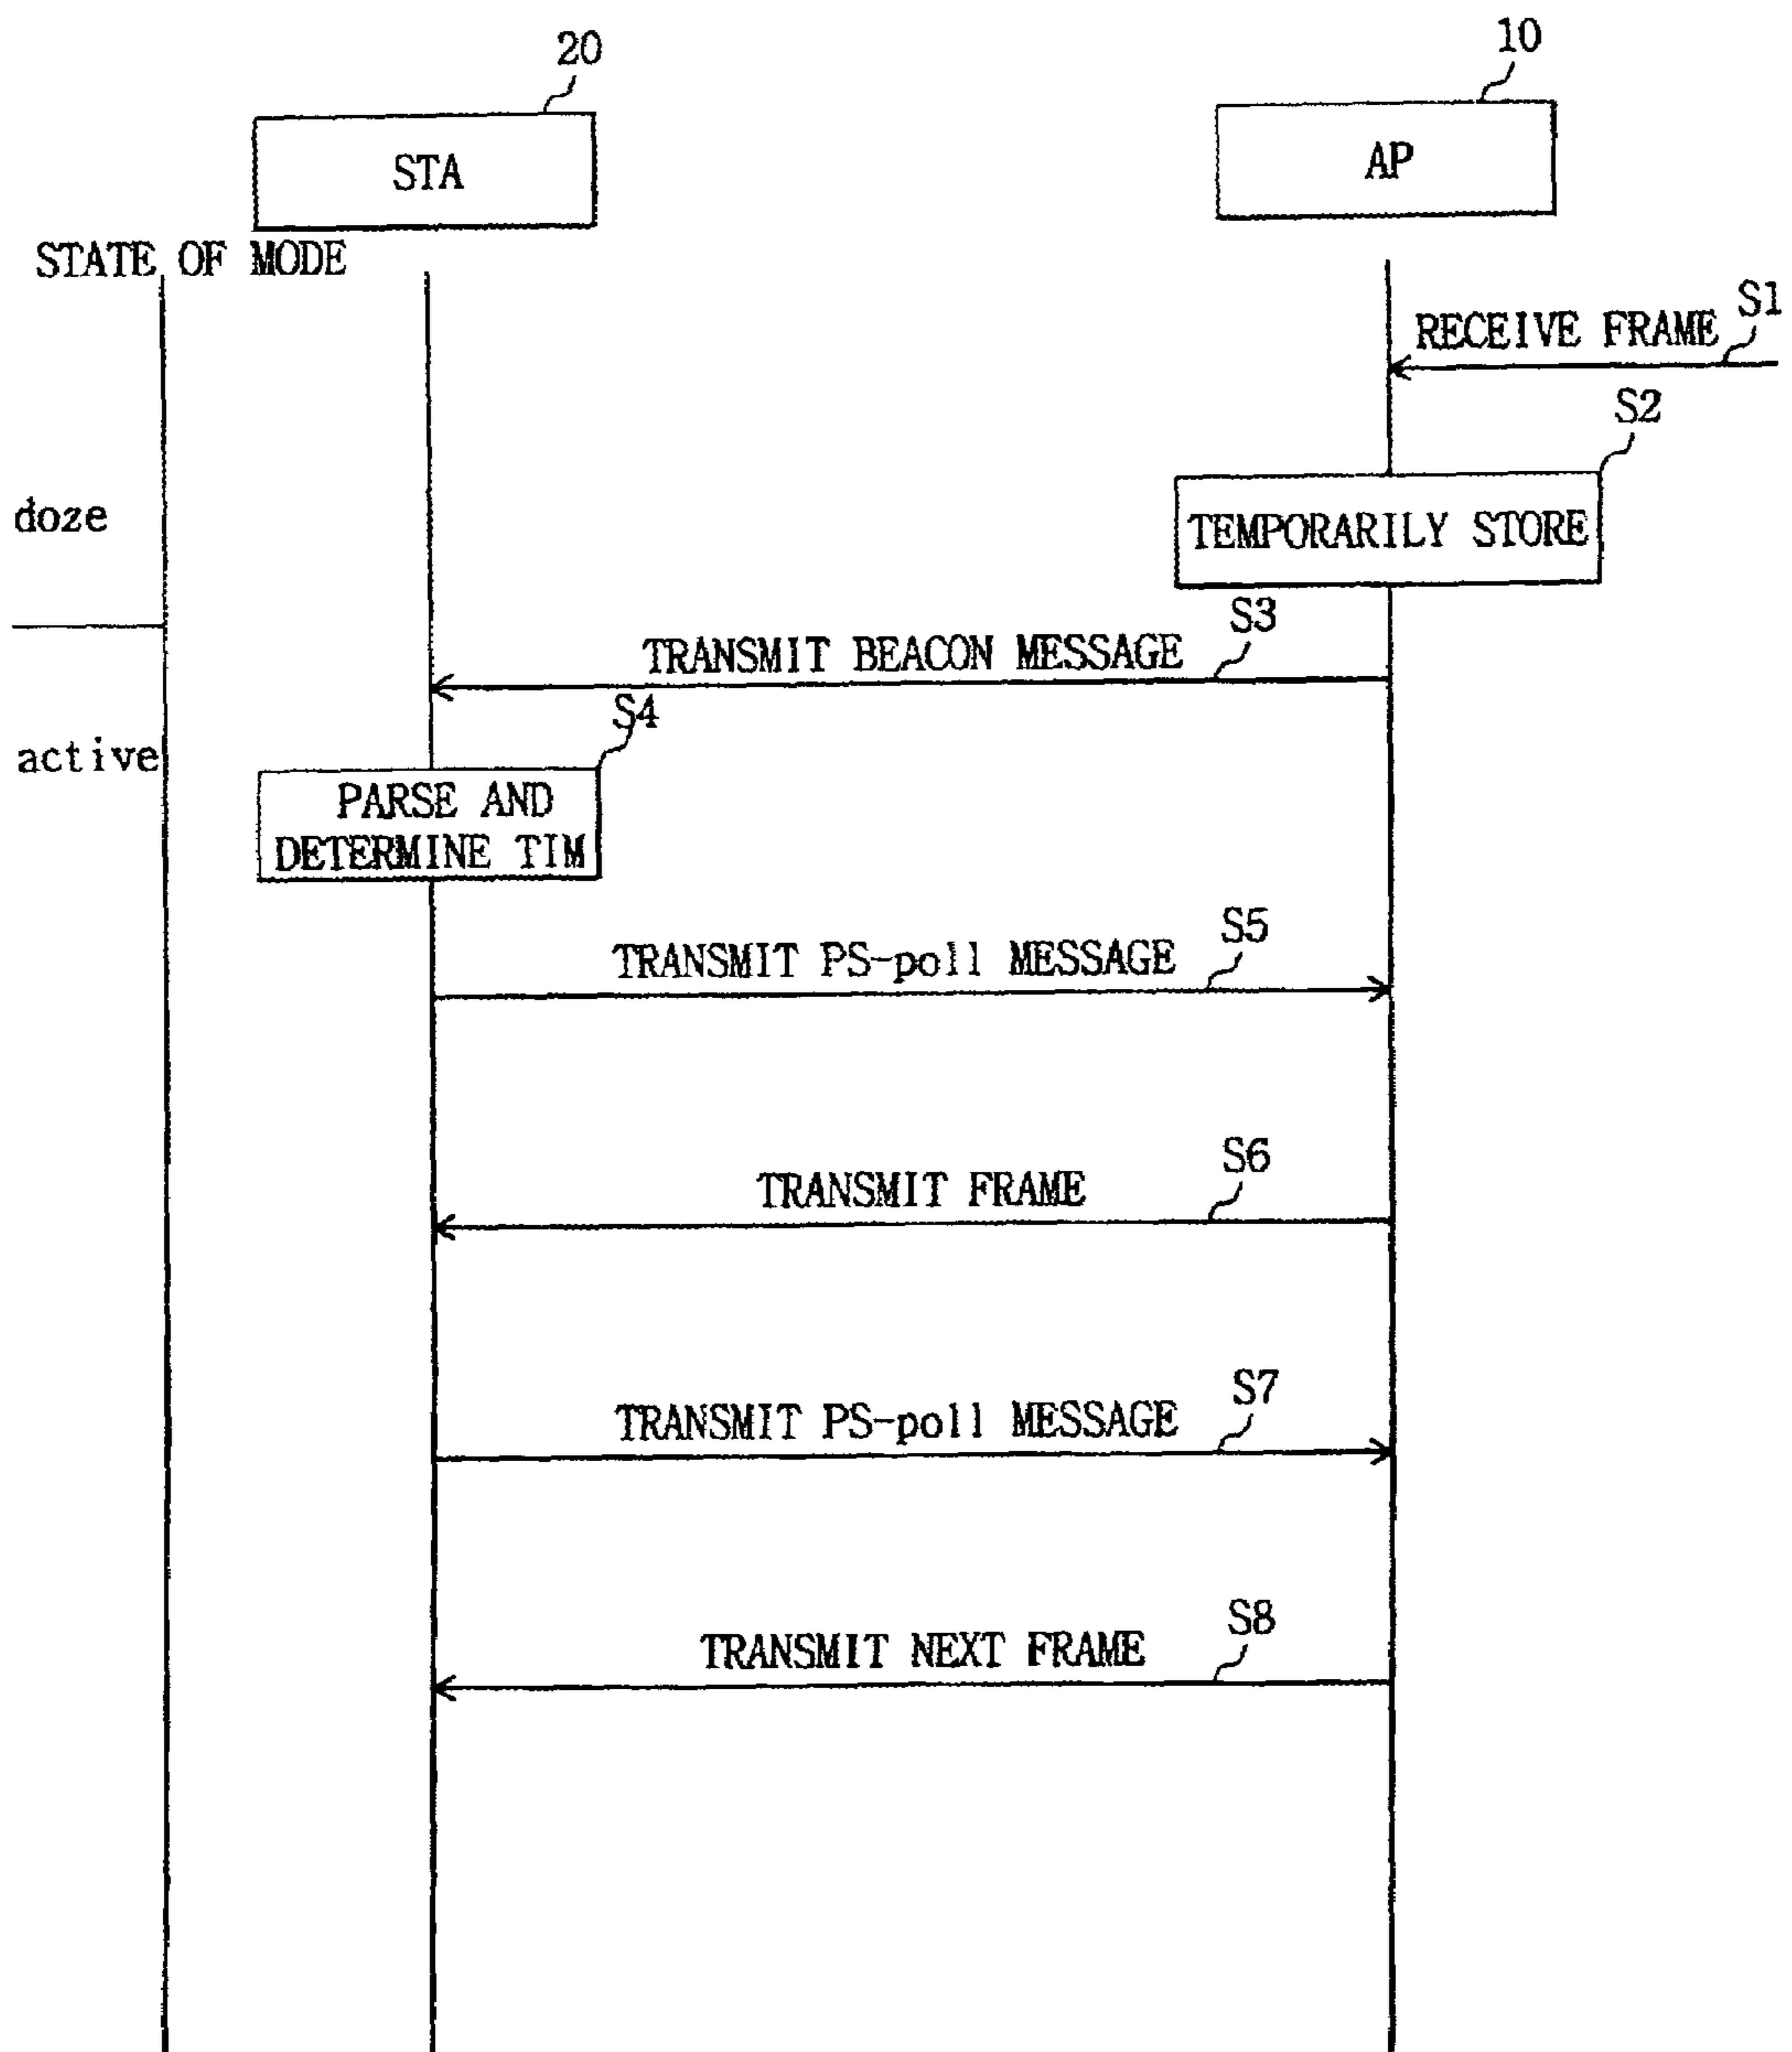 20
10
STA
AP
STATE OF MODE
S1
RECEIVE FRAME
S2
doze
TEMPORARILY STORE
S3
TRANSMIT BEACON MESSAGE
S4
active
PARSE AND
DETERMINE TIM
S5
TRANSMIT PS-poll MESSAGE
S6
TRANSMIT FRAME
S7
TRANSMIT PS-poll MESSAGE
S8
TRANSMIT NEXT FRAME